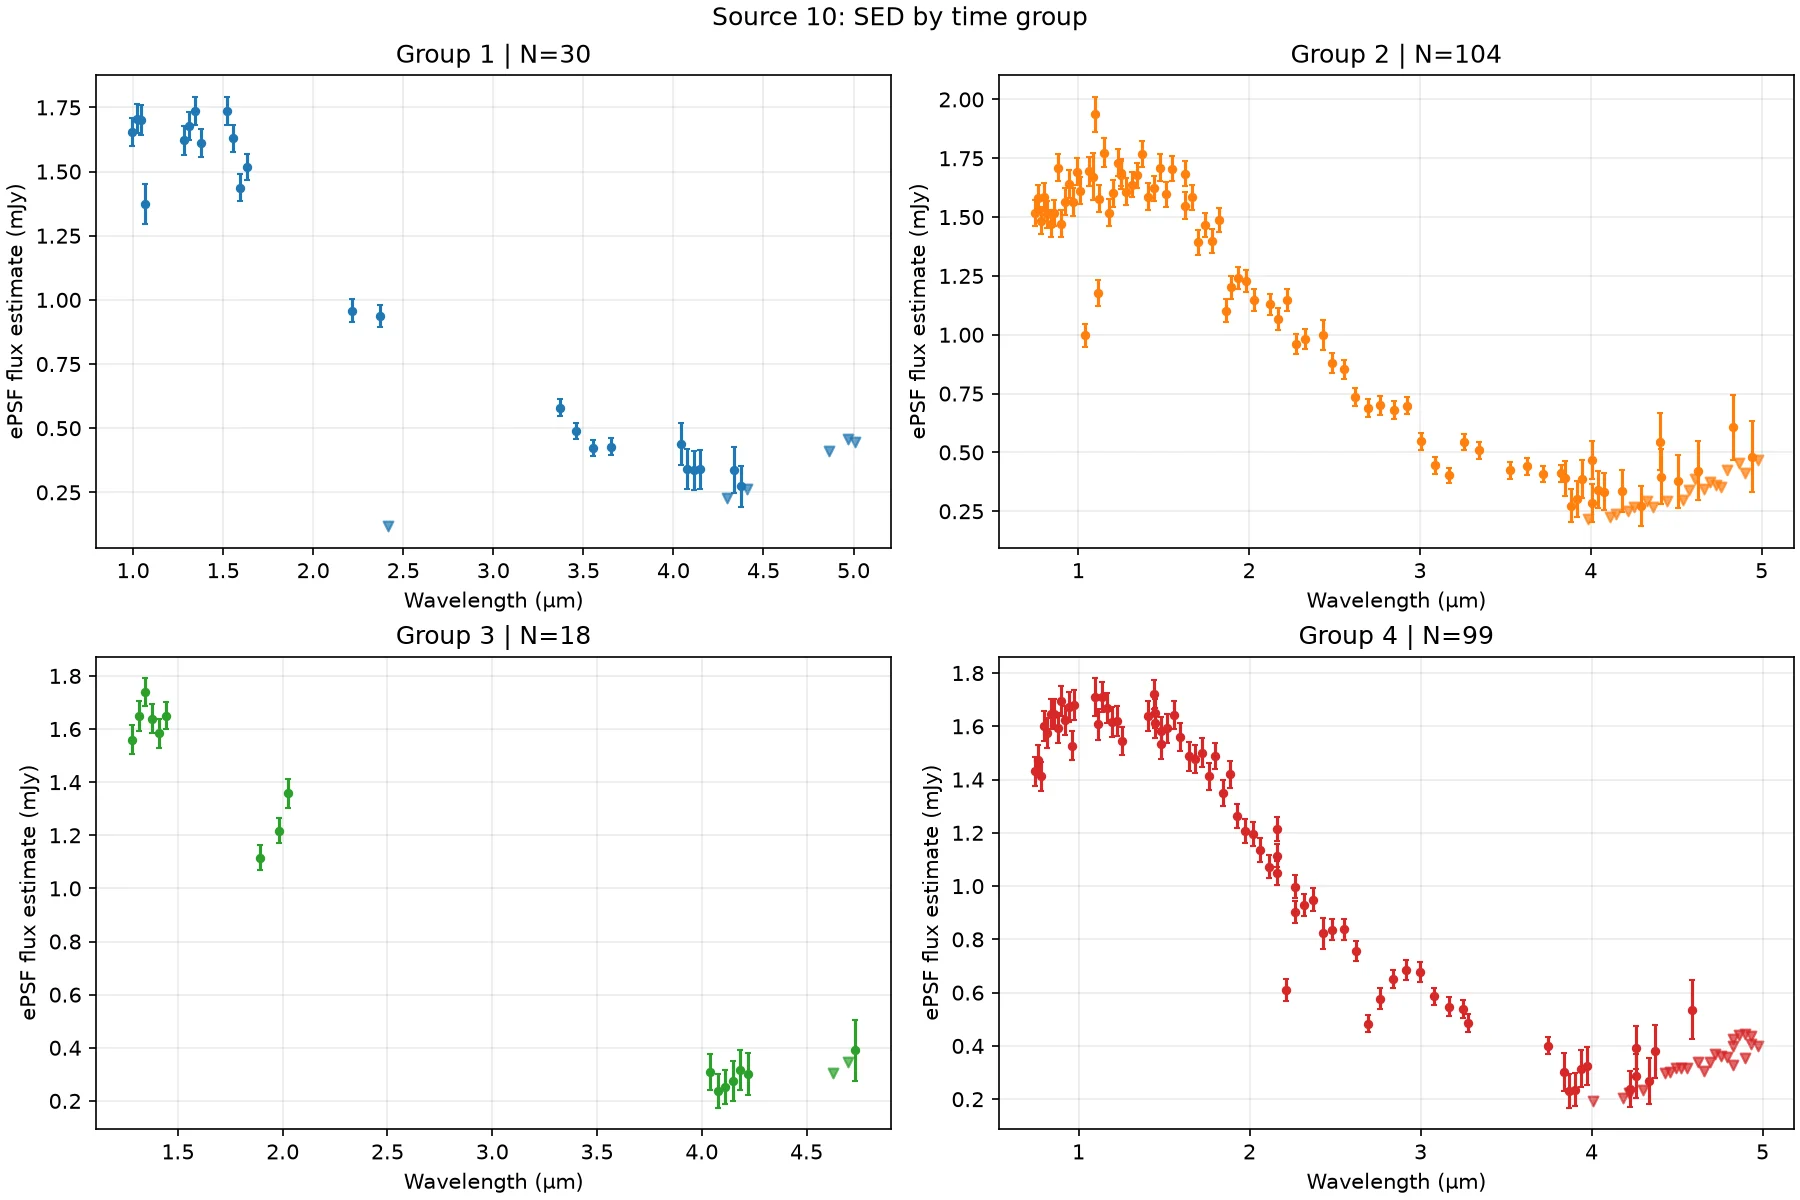 Source 10: SED by time group
Group 1 | N=30
ePSF flux estimate (mJy)
1.75
1.50
1.25
1.00
0.75
0.50
0.25
1.0 1.5 2.0 2.5 3.0 3.5 4.0 4.5 5.0
Wavelength (μm)
Group 2 | N=104
ePSF flux estimate (mJy)
2.00
1.75
1.50
1.25
1.00
0.75
0.50
0.25
1 2 3 4 5
Wavelength (μm)
Group 3 | N=18
ePSF flux estimate (mJy)
1.8
1.6
1.4
1.2
1.0
0.8
0.6
0.4
0.2
1.5 2.0 2.5 3.0 3.5 4.0 4.5
Wavelength (μm)
Group 4 | N=99
ePSF flux estimate (mJy)
1.8
1.6
1.4
1.2
1.0
0.8
0.6
0.4
0.2
1 2 3 4 5
Wavelength (μm)